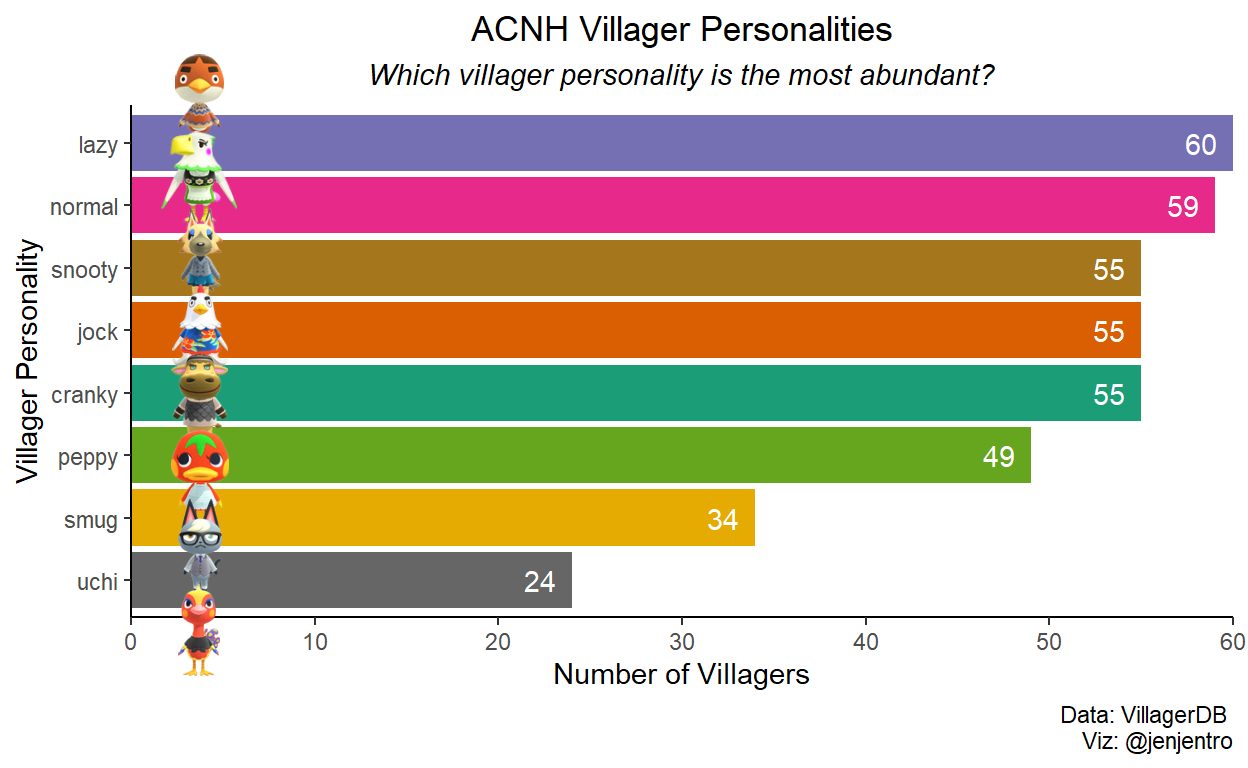 ACNH Villager Personalities
Which villager personality is the most abundant?
Villager Personality
lazy 60
normal 59
snooty 55
jock 55
cranky 55
peppy 49
smug 34
uchi 24
0 10 20 30 40 50 60
Number of Villagers
Data: VillagerDB
Viz: @jenjentro